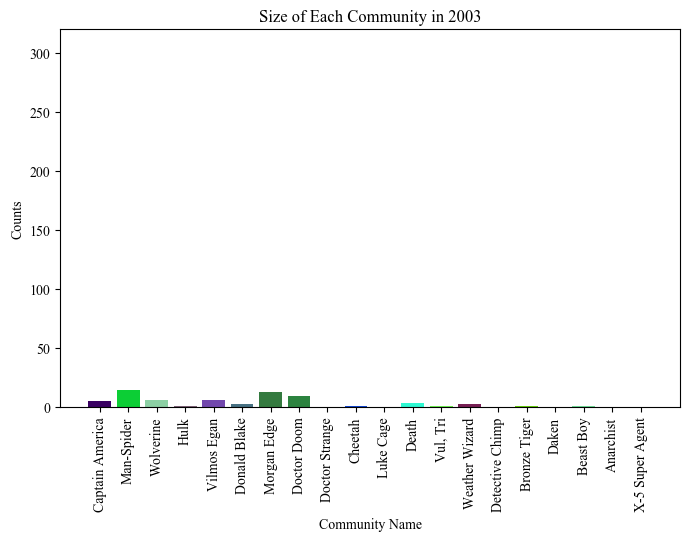 Size of Each Community in 2003
300
250
200
150
100
50
0
Counts
Captain America
Man-Spider
Wolverine
Hulk
Vilmos Egan
Donald Blake
Morgan Edge
Doctor Doom
Doctor Strange
Cheetah
Luke Cage
Death
Vul, Tri
Weather Wizard
Detective Chimp
Bronze Tiger
Daken
Beast Boy
Anarchist
X-5 Super Agent
Community Name